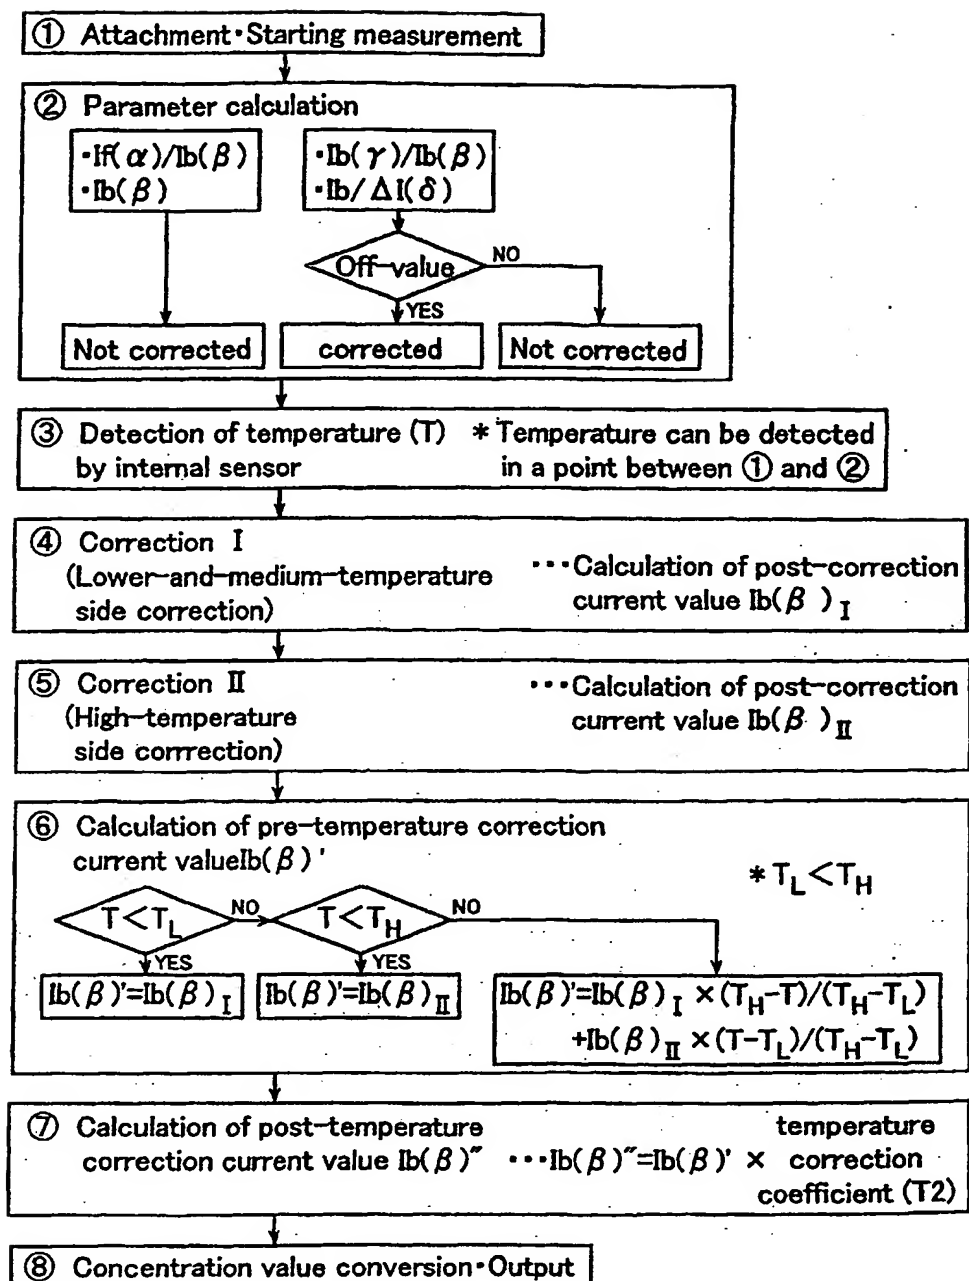 ① Attachment・Starting measurement
② Parameter calculation
・If(α)/Ib(β)
・Ib(β)
・Ib(γ)/Ib(β)
・Ib/ΔI(δ)
Off-value
NO
YES
Not corrected
corrected
Not corrected
③ Detection of temperature (T) * Temperature can be detected
by internal sensor in a point between ① and ②
④ Correction I
(Lower-and-medium-temperature ・・・Calculation of post-correction
side correction) current value Ib(β )I
⑤ Correction II ・・・Calculation of post-correction
(High-temperature current value Ib(β )II
side corrrection)
⑥ Calculation of pre-temperature correction
current valueIb(β)'
* TL<TH
T<TL
NO
T<TH
NO
YES
YES
Ib(β)'=Ib(β)I
Ib(β)'=Ib(β)II
Ib(β)'=Ib(β)I ×(TH-T)/(TH-TL)
+Ib(β)II ×(T-TL)/(TH-TL)
⑦ Calculation of post-temperature temperature
correction current value Ib(β)″ ・・・Ib(β)″=Ib(β)' × correction
coefficient (T2)
⑧ Concentration value conversion・Output